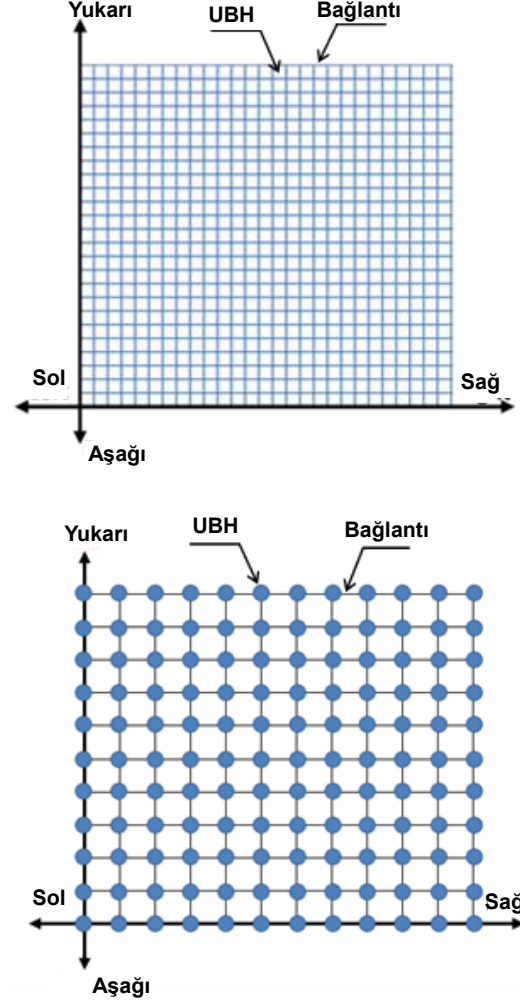 Yukarı
UBH
Bağlantı
Sol
Sağ
Aşağı
Yukarı
UBH
Bağlantı
Sol
Sağ
Aşağı